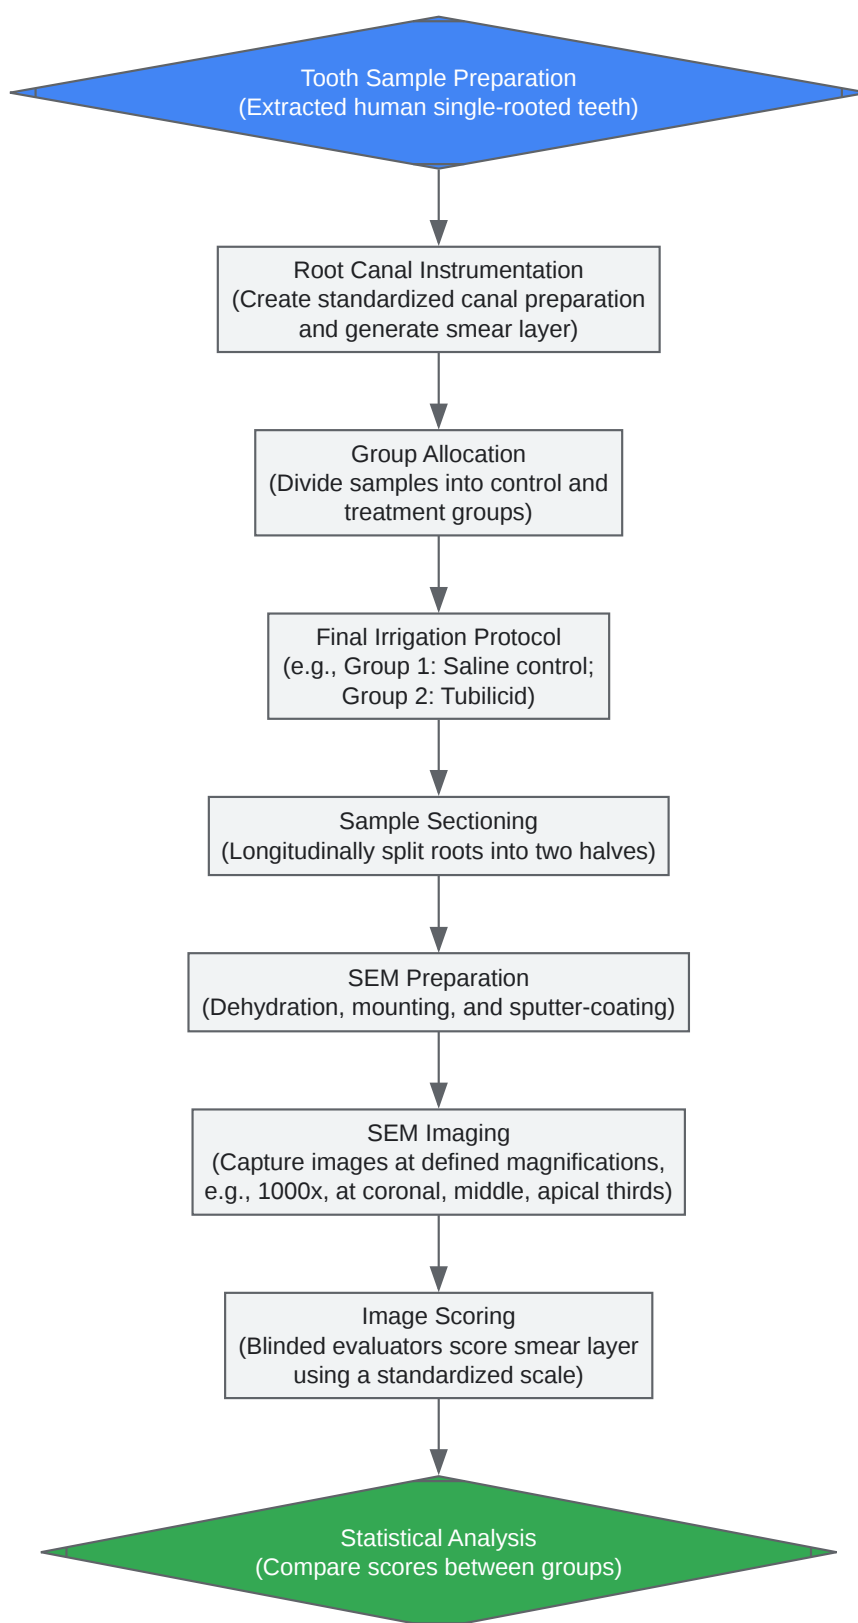 Tooth Sample Preparation
(Extracted human single-rooted teeth)
Root Canal Instrumentation
(Create standardized canal preparation
and generate smear layer)
Group Allocation
(Divide samples into control and
treatment groups)
Final Irrigation Protocol
(e.g., Group 1: Saline control;
Group 2: Tubilicid)
Sample Sectioning
(Longitudinally split roots into two halves)
SEM Preparation
(Dehydration, mounting, and sputter-coating)
SEM Imaging
(Capture images at defined magnifications,
e.g., 1000x, at coronal, middle, apical thirds)
Image Scoring
(Blinded evaluators score smear layer
using a standardized scale)
Statistical Analysis
(Compare scores between groups)